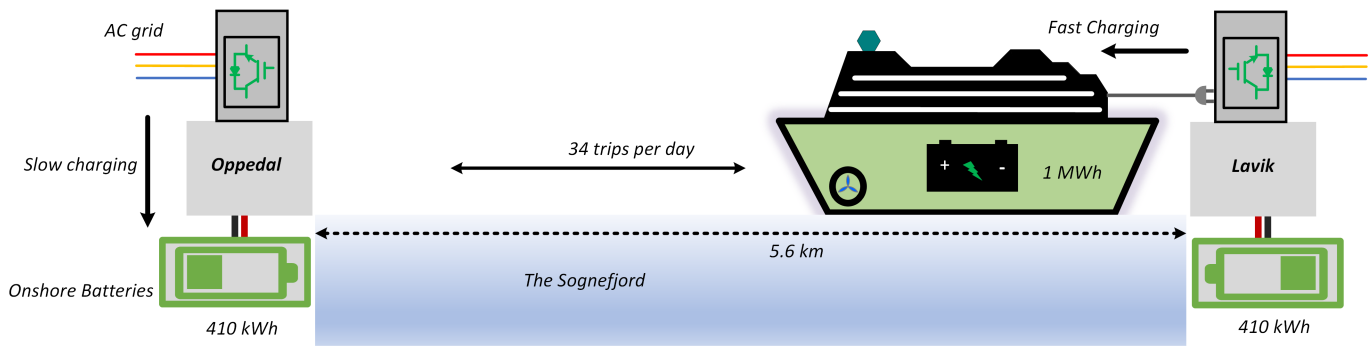 AC grid
Fast Charging
Slow charging
Oppedal
34 trips per day
+ -
1 MWh
Lavik
5.6 km
The Sognefjord
Onshore Batteries
410 kWh
410 kWh